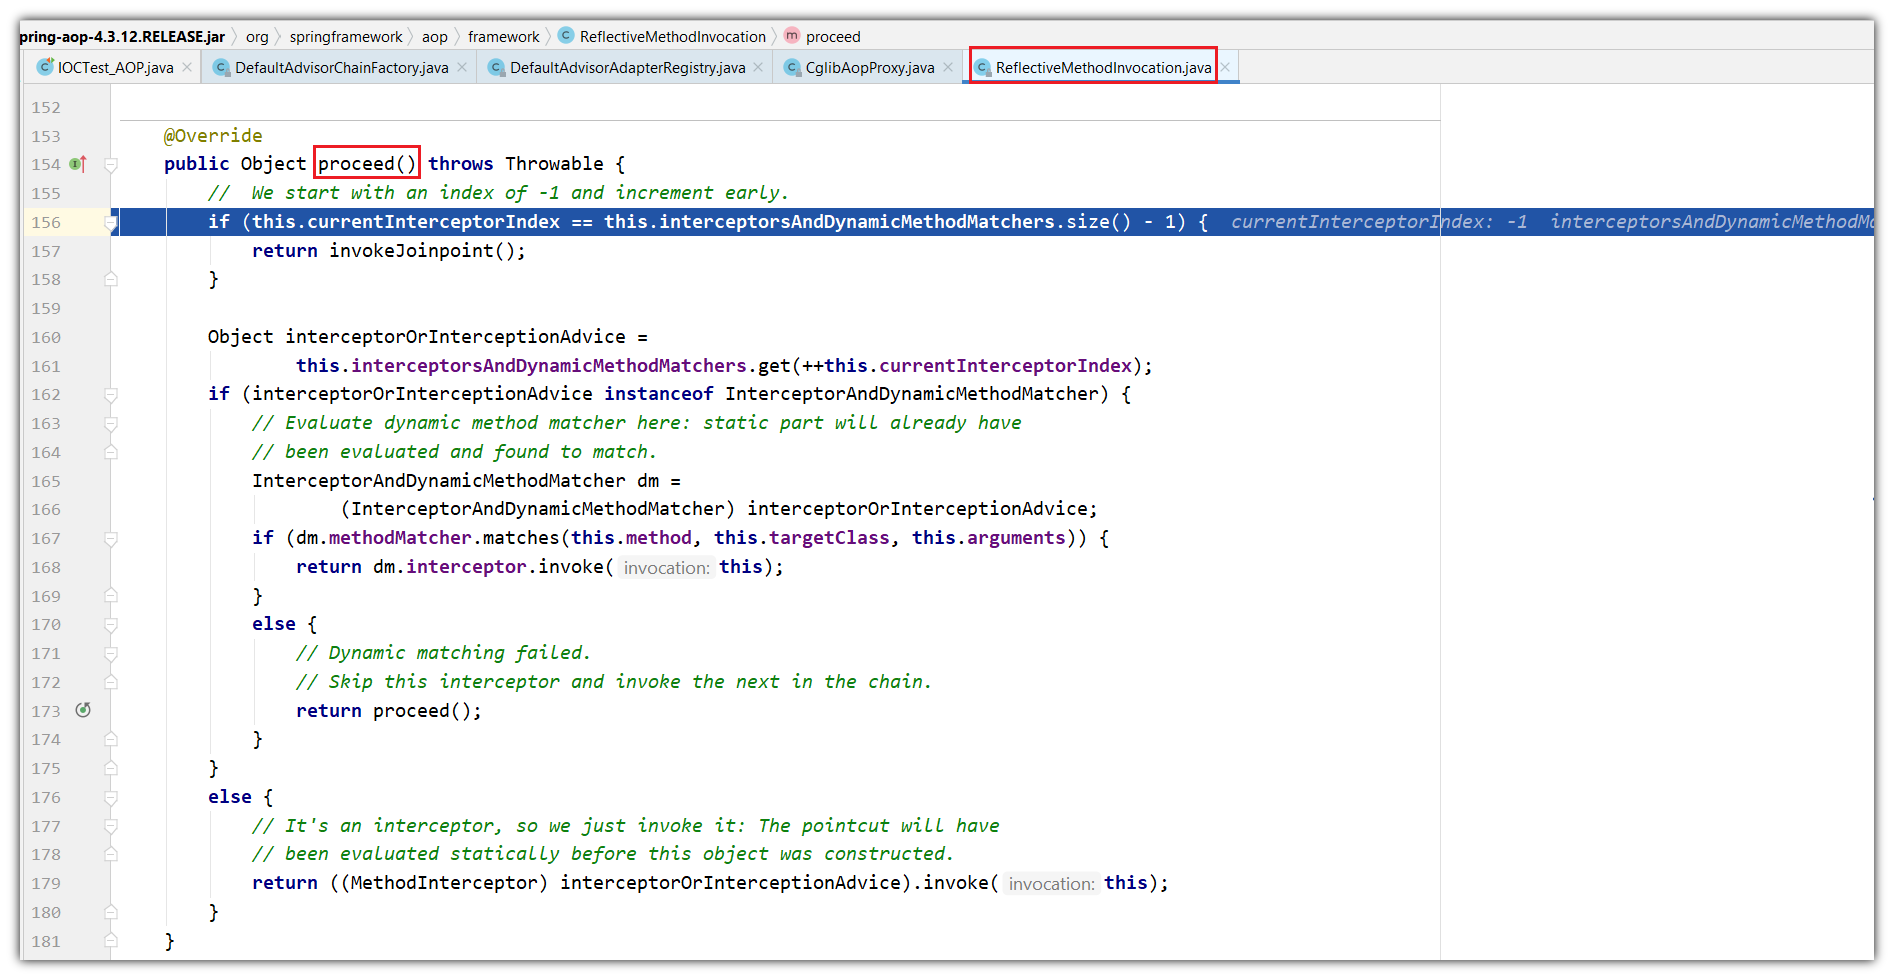 pring-aop-4.3.12.RELEASE.jar org springframework aop framework ReflectiveMethodInvocation proceed
IOCTest_AOP.java DefaultAdvisorChainFactory.java DefaultAdvisorAdapterRegistry.java CglibAopProxy.java ReflectiveMethodInvocation.java
152
153 @Override
154 public Object proceed() throws Throwable {
155 //  We start with an index of -1 and increment early.
156 if (this.currentInterceptorIndex == this.interceptorsAndDynamicMethodMatchers.size() - 1) { currentInterceptorIndex: -1 interceptorsAndDynamicMethodMa
157 return invokeJoinpoint();
158 }
159
160 Object interceptorOrInterceptionAdvice =
161 this.interceptorsAndDynamicMethodMatchers.get(++this.currentInterceptorIndex);
162 if (interceptorOrInterceptionAdvice instanceof InterceptorAndDynamicMethodMatcher) {
163 // Evaluate dynamic method matcher here: static part will already have
164 // been evaluated and found to match.
165 InterceptorAndDynamicMethodMatcher dm =
166 (InterceptorAndDynamicMethodMatcher) interceptorOrInterceptionAdvice;
167 if (dm.methodMatcher.matches(this.method, this.targetClass, this.arguments)) {
168 return dm.interceptor.invoke( invocation: this);
169 }
170 else {
171 // Dynamic matching failed.
172 // Skip this interceptor and invoke the next in the chain.
173 return proceed();
174 }
175 }
176 else {
177 // It's an interceptor, so we just invoke it: The pointcut will have
178 // been evaluated statically before this object was constructed.
179 return ((MethodInterceptor) interceptorOrInterceptionAdvice).invoke( invocation: this);
180 }
181 }